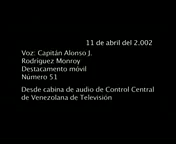 11 de abril del 2.002
Voz: Capitán Alonso J.
Rodríguez Monroy
Destacamento móvil
Número 51
Desde cabina de audio de Control Central
de Venezolana de Televisión